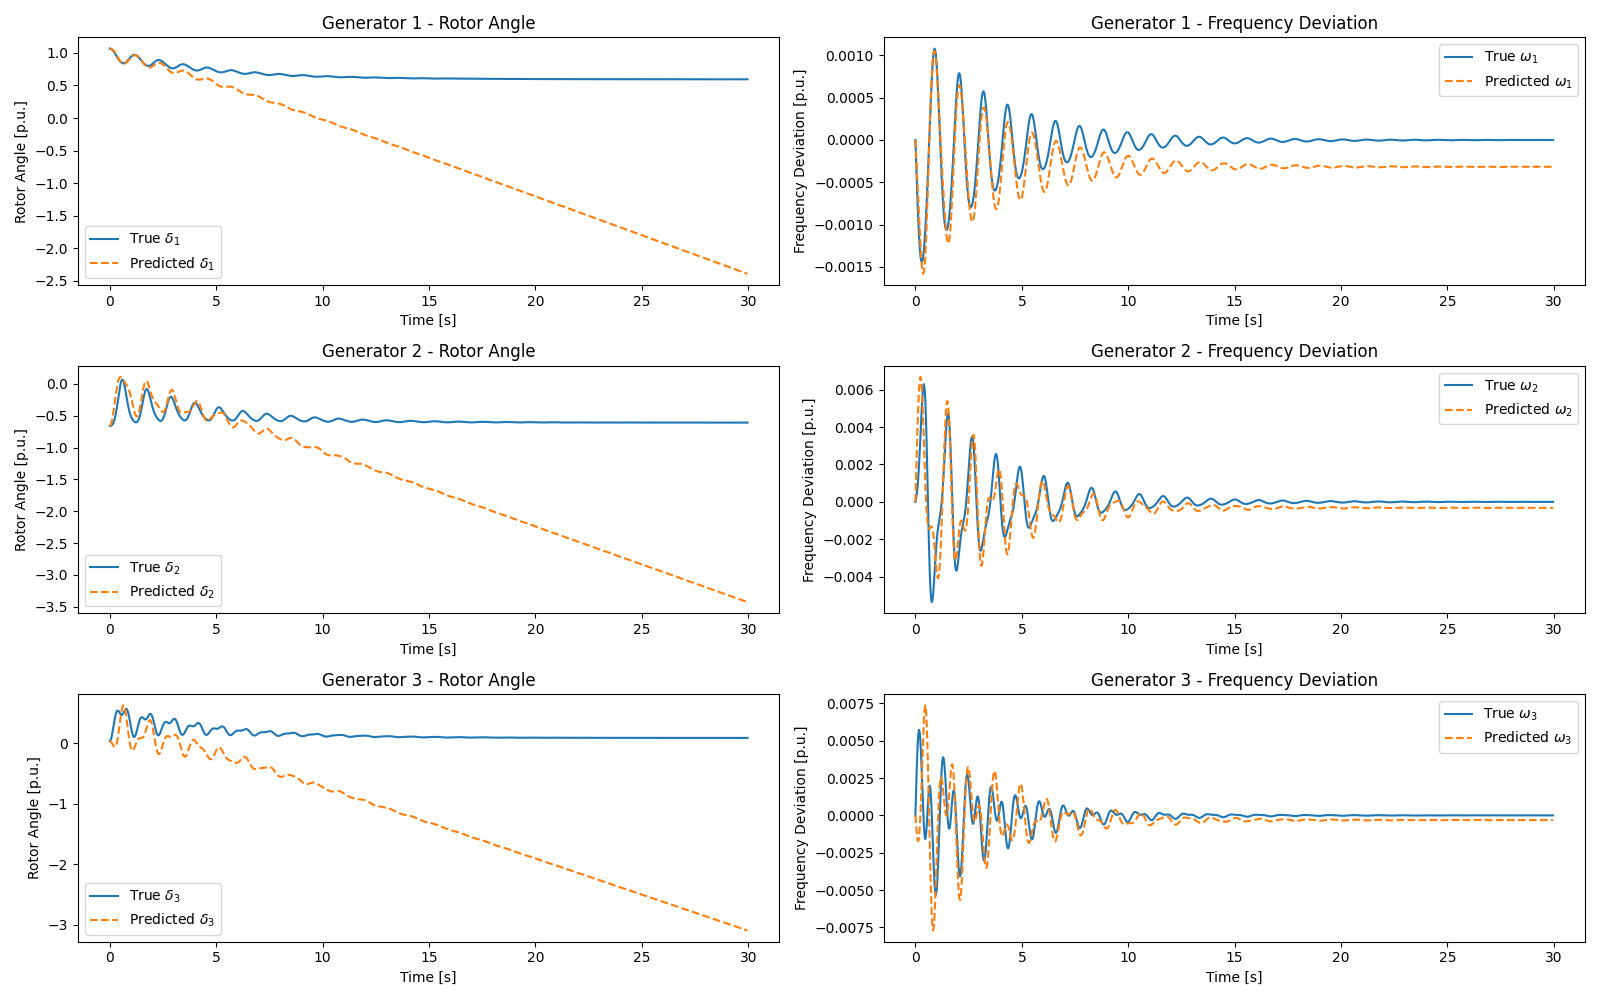 Generator 1 - Rotor Angle
Rotor Angle [p.u.]
1.0
0.5
0.0
−0.5
−1.0
−1.5
−2.0
−2.5
True δ1
Predicted δ1
0 5 10 15 20 25 30
Time [s]
Generator 1 - Frequency Deviation
Frequency Deviation [p.u.]
0.0010
0.0005
0.0000
−0.0005
−0.0010
−0.0015
True ω1
Predicted ω1
0 5 10 15 20 25 30
Time [s]
Generator 2 - Rotor Angle
Rotor Angle [p.u.]
0.0
−0.5
−1.0
−1.5
−2.0
−2.5
−3.0
−3.5
True δ2
Predicted δ2
0 5 10 15 20 25 30
Time [s]
Generator 2 - Frequency Deviation
Frequency Deviation [p.u.]
0.006
0.004
0.002
0.000
−0.002
−0.004
True ω2
Predicted ω2
0 5 10 15 20 25 30
Time [s]
Generator 3 - Rotor Angle
Rotor Angle [p.u.]
0
−1
−2
−3
True δ3
Predicted δ3
0 5 10 15 20 25 30
Time [s]
Generator 3 - Frequency Deviation
Frequency Deviation [p.u.]
0.0075
0.0050
0.0025
0.0000
−0.0025
−0.0050
−0.0075
True ω3
Predicted ω3
0 5 10 15 20 25 30
Time [s]